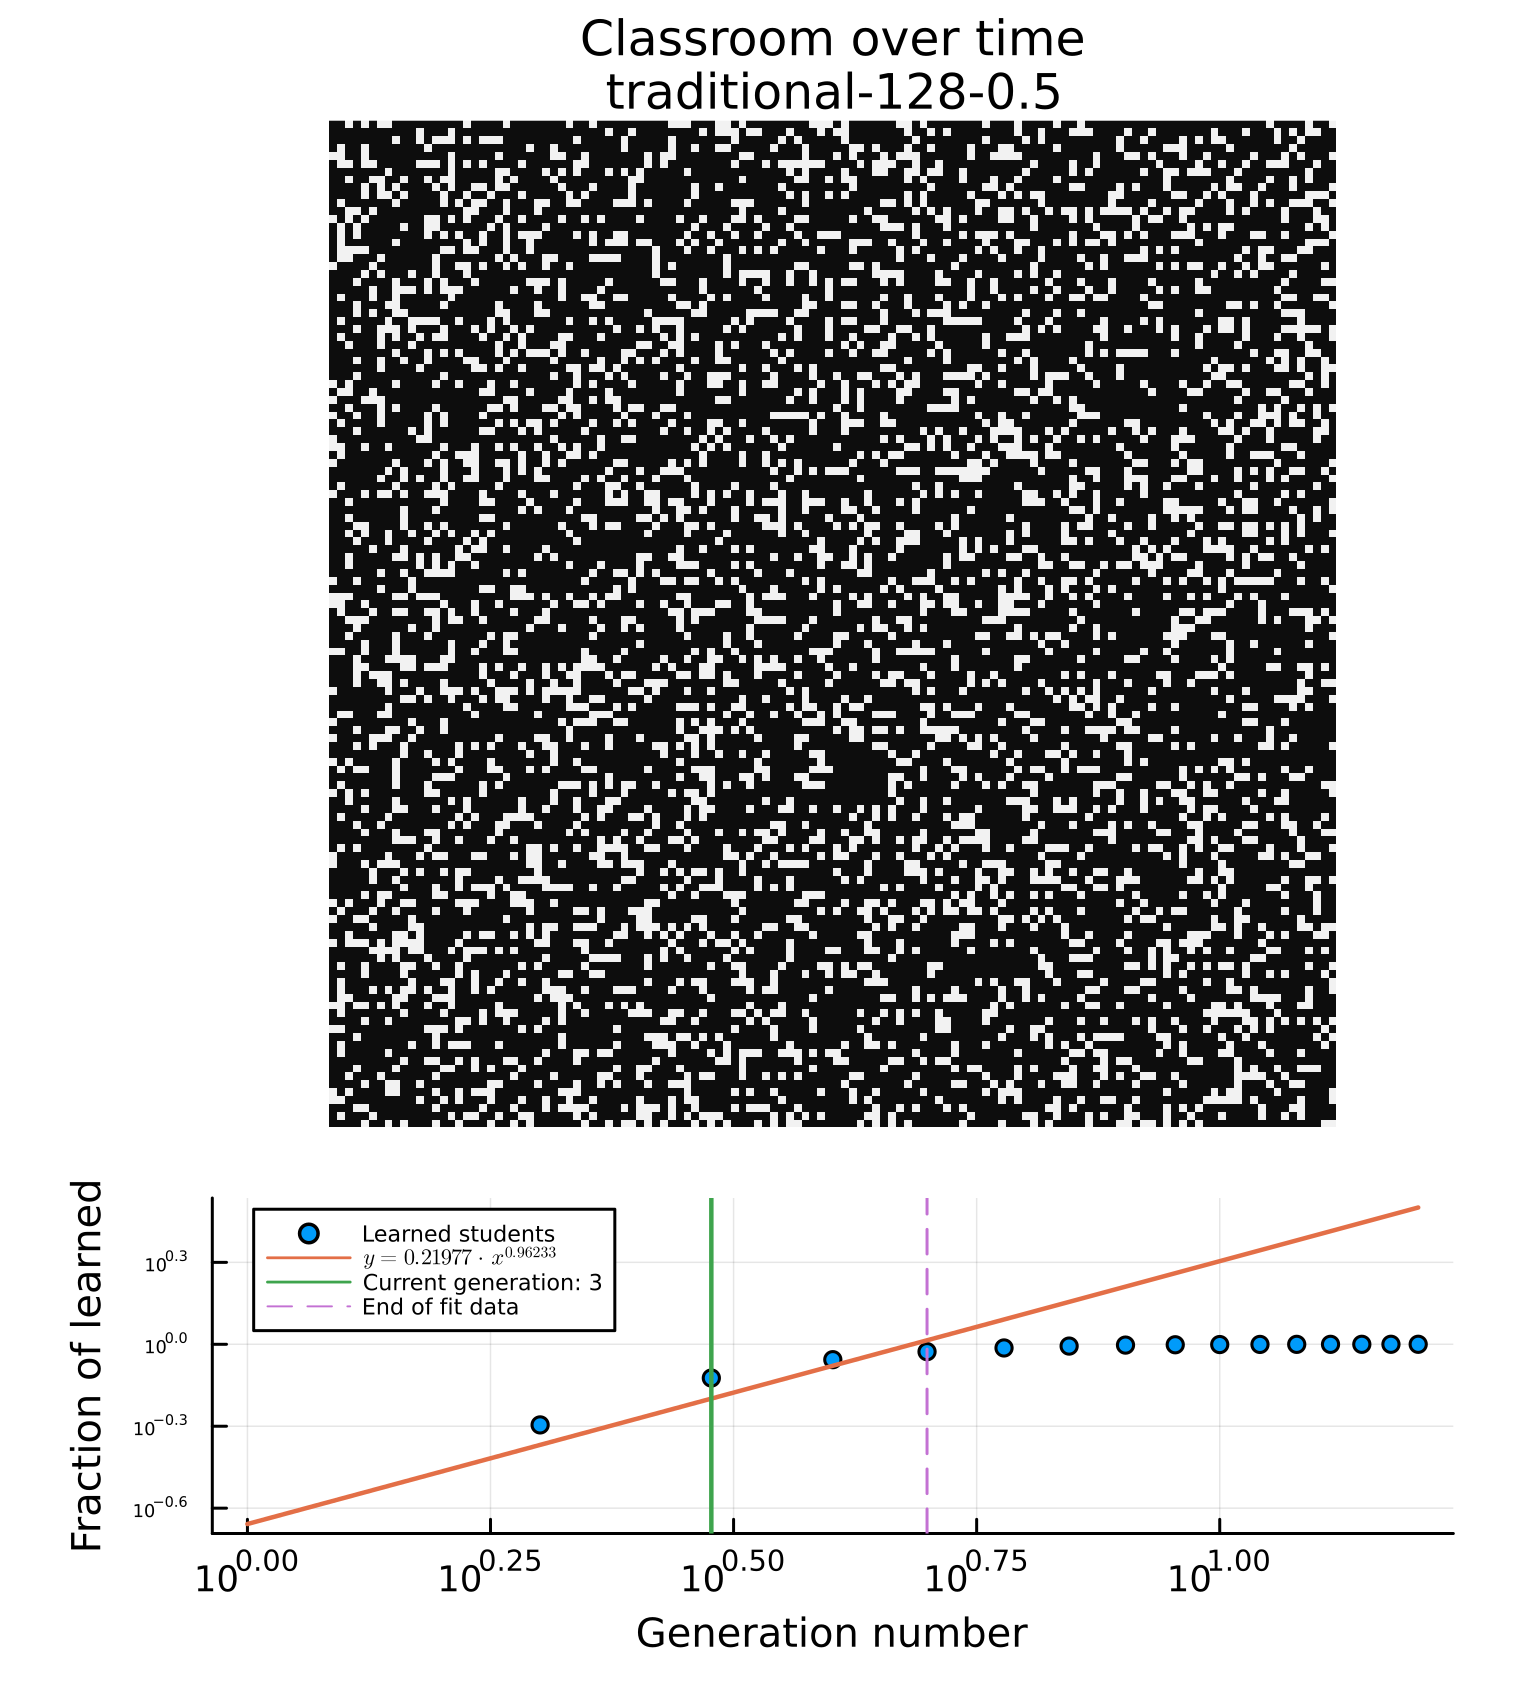 Classroom over time
traditional-128-0.5
Fraction of learned
10^0.3
10^0.0
10^−0.3
10^−0.6
Learned students
y = 0.21977 · x^0.96233
Current generation: 3
End of fit data
10^0.00 10^0.25 10^0.50 10^0.75 10^1.00
Generation number